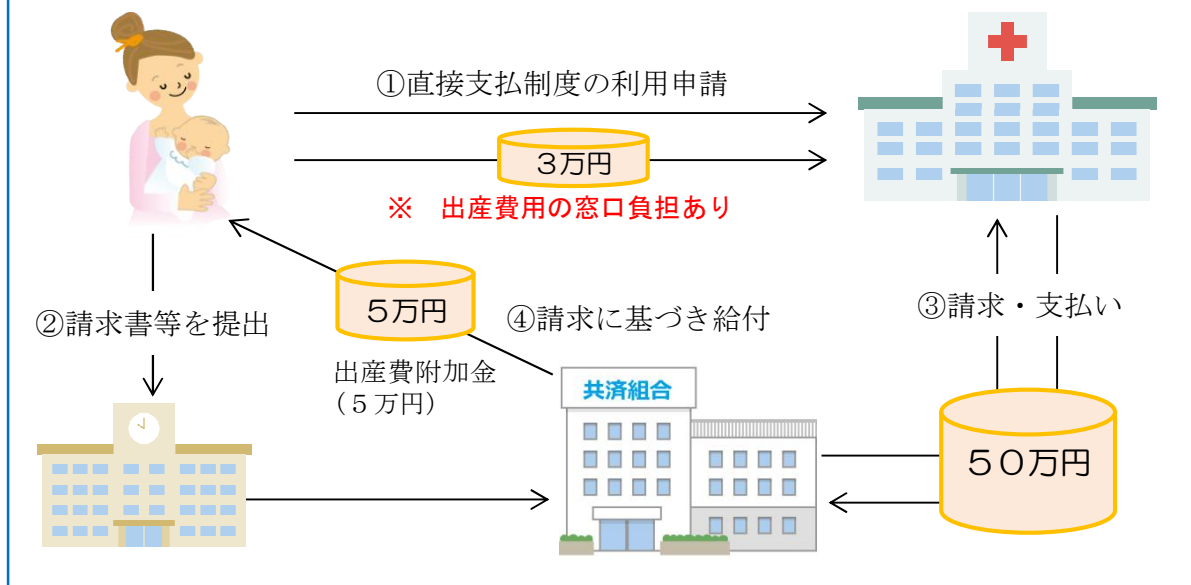 ①直接支払制度の利用申請
３万円
※　出産費用の窓口負担あり
②請求書等を提出
５万円
④請求に基づき給付
③請求・支払い
出産費附加金
（５万円）
共済組合
５０万円